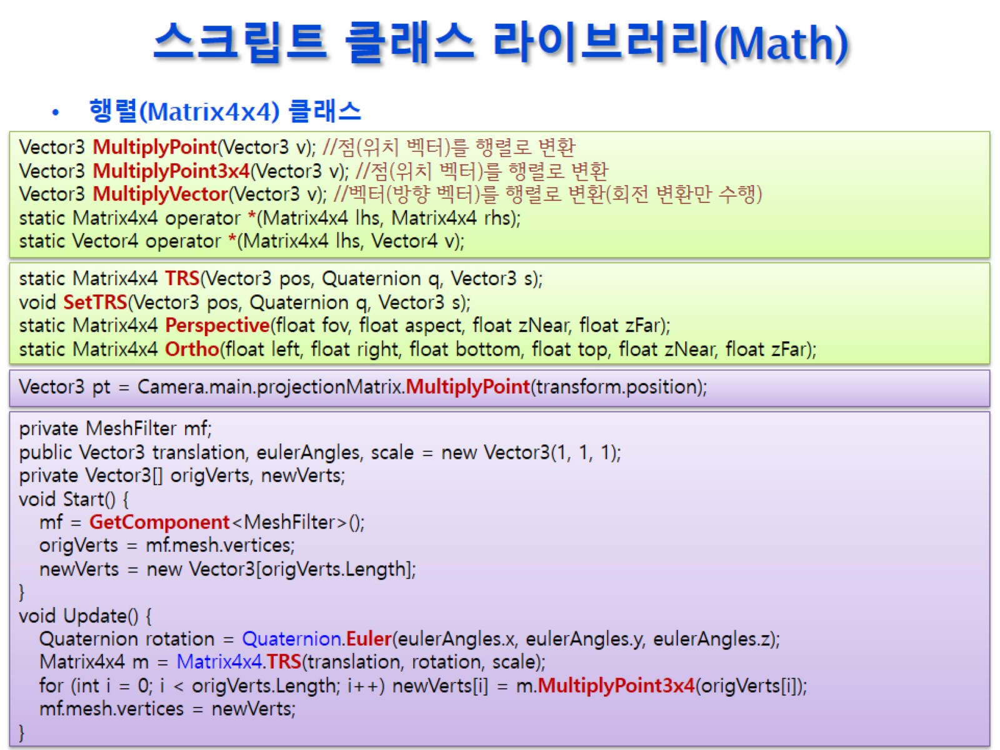 스크립트 클래스 라이브러리(Math)
• 행렬(Matrix4x4) 클래스
Vector3 MultiplyPoint(Vector3 v); //점(위치 벡터)를 행렬로 변환
Vector3 MultiplyPoint3x4(Vector3 v); //점(위치 벡터)를 행렬로 변환
Vector3 MultiplyVector(Vector3 v); //벡터(방향 벡터)를 행렬로 변환(회전 변환만 수행)
static Matrix4x4 operator *(Matrix4x4 lhs, Matrix4x4 rhs);
static Vector4 operator *(Matrix4x4 lhs, Vector4 v);
static Matrix4x4 TRS(Vector3 pos, Quaternion q, Vector3 s);
void SetTRS(Vector3 pos, Quaternion q, Vector3 s);
static Matrix4x4 Perspective(float fov, float aspect, float zNear, float zFar);
static Matrix4x4 Ortho(float left, float right, float bottom, float top, float zNear, float zFar);
Vector3 pt = Camera.main.projectionMatrix.MultiplyPoint(transform.position);
private MeshFilter mf;
public Vector3 translation, eulerAngles, scale = new Vector3(1, 1, 1);
private Vector3[] origVerts, newVerts;
void Start() {
mf = GetComponent<MeshFilter>();
origVerts = mf.mesh.vertices;
newVerts = new Vector3[origVerts.Length];
}
void Update() {
Quaternion rotation = Quaternion.Euler(eulerAngles.x, eulerAngles.y, eulerAngles.z);
Matrix4x4 m = Matrix4x4.TRS(translation, rotation, scale);
for (int i = 0; i < origVerts.Length; i++) newVerts[i] = m.MultiplyPoint3x4(origVerts[i]);
mf.mesh.vertices = newVerts;
}